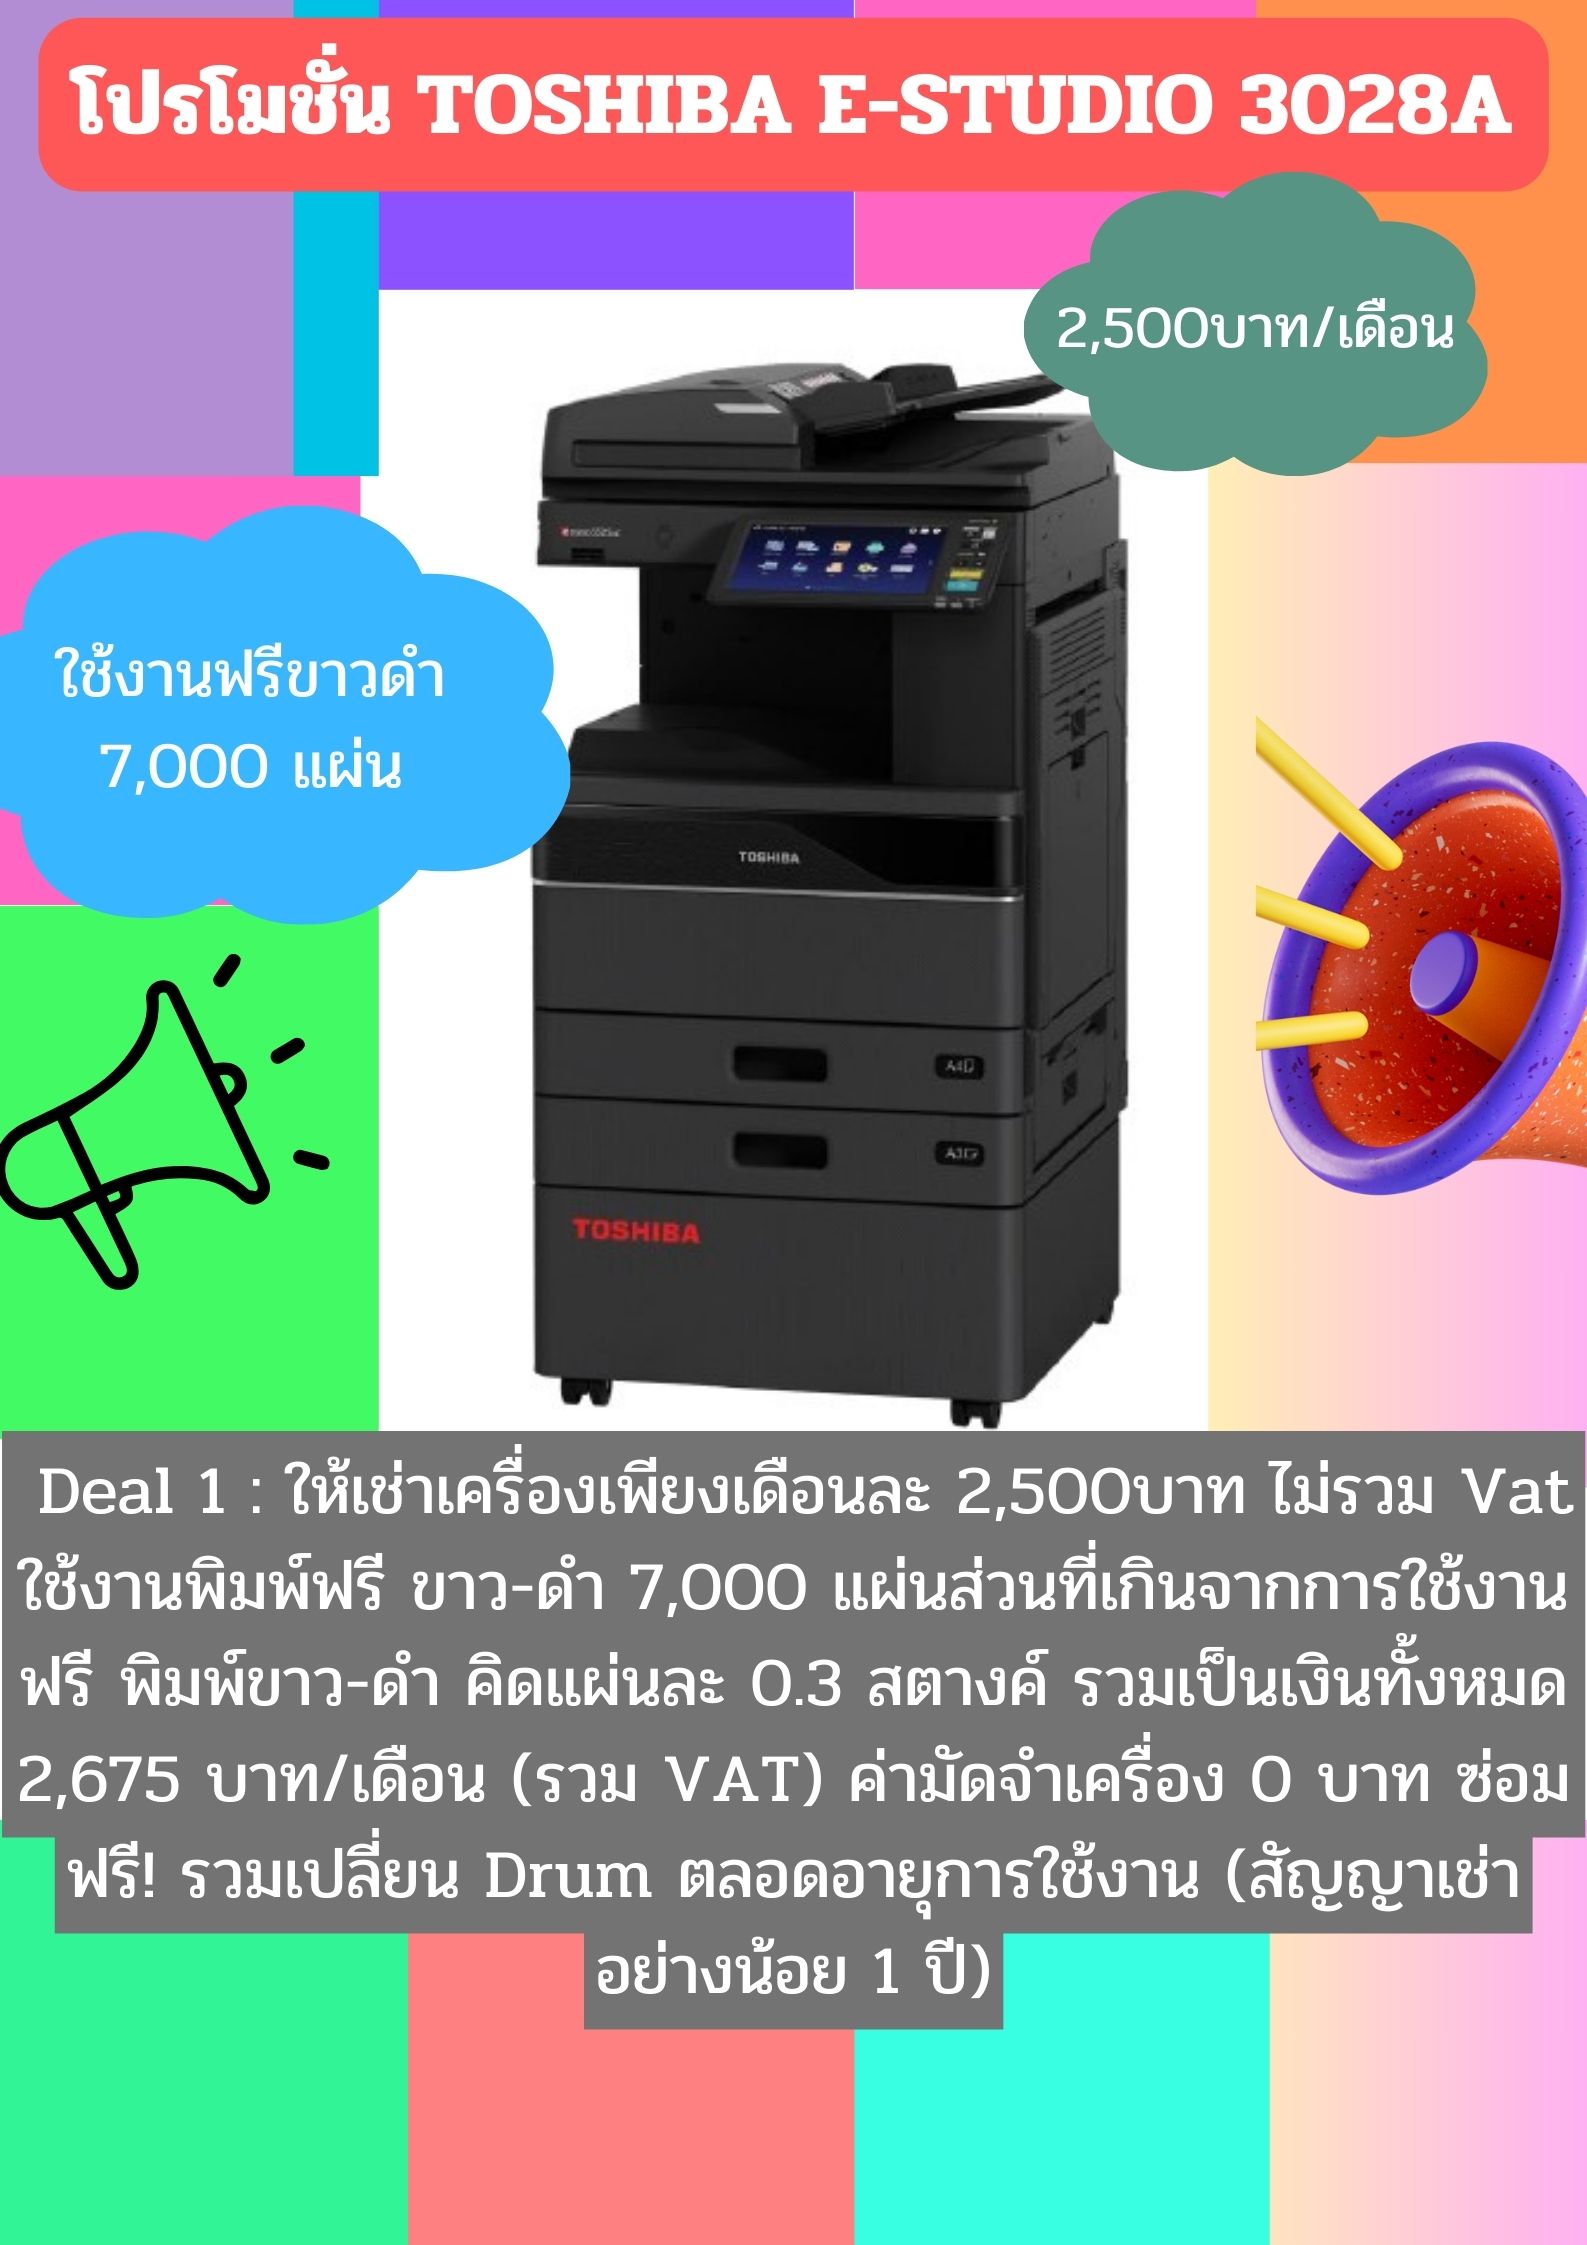 โปรโมชั่น TOSHIBA E-STUDIO 3028A
2,500บาท/เดือน
ใช้งานฟรีขาวดำ
7,000 แผ่น
TOSHIBA
A4
A3
TOSHIBA
Deal 1 : ให้เช่าเครื่องเพียงเดือนละ 2,500บาท ไม่รวม Vat
ใช้งานพิมพ์ฟรี ขาว-ดำ 7,000 แผ่นส่วนที่เกินจากการใช้งาน
ฟรี พิมพ์ขาว-ดำ คิดแผ่นละ 0.3 สตางค์ รวมเป็นเงินทั้งหมด
2,675 บาท/เดือน (รวม VAT) ค่ามัดจำเครื่อง 0 บาท ซ่อม
ฟรี! รวมเปลี่ยน Drum ตลอดอายุการใช้งาน (สัญญาเช่า
อย่างน้อย 1 ปี)